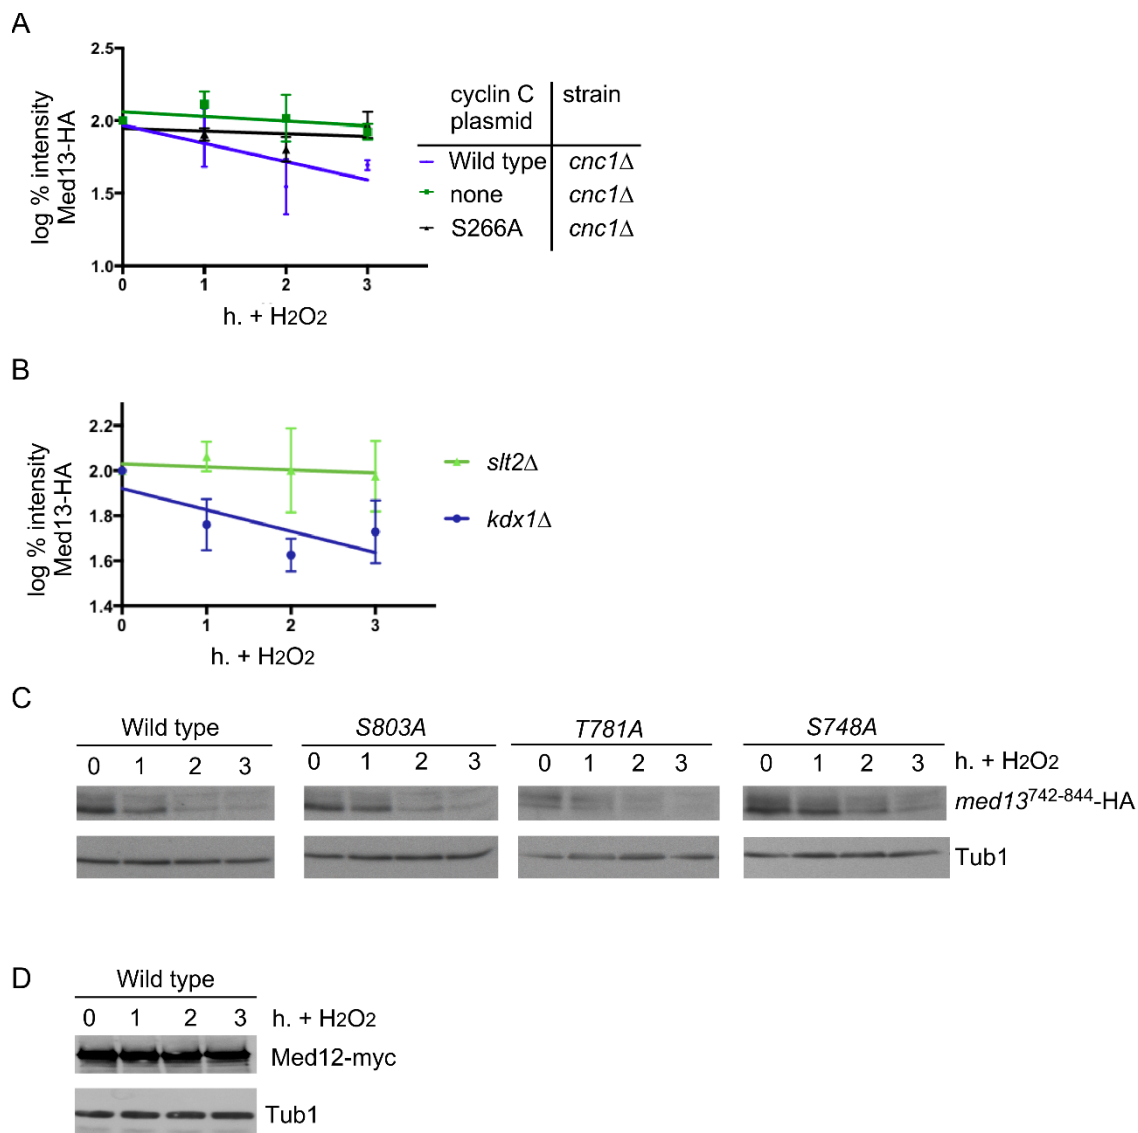 A
2.5
2.0
1.5
1.0
log % intensity
Med13-HA
0 1 2 3
h. + H2O2
cyclin C plasmid strain
Wild type cnc1Δ
none cnc1Δ
S266A cnc1Δ
B
2.2
2.0
1.8
1.6
1.4
log % intensity
Med13-HA
0 1 2 3
h. + H2O2
slt2Δ
kdx1Δ
C
Wild type S803A T781A S748A
0 1 2 3 0 1 2 3 0 1 2 3 0 1 2 3 h. + H2O2
med13742-844-HA
Tub1
D
Wild type
0 1 2 3 h. + H2O2
Med12-myc
Tub1